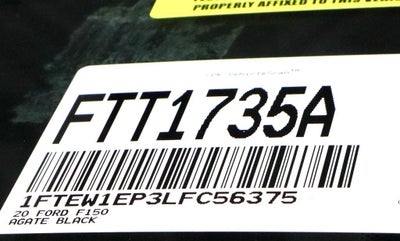 PROPERLY AFFIXED TO THIS
FTT1735A
1FTEW1EP3LFC56375
20 FORD F150
AGATE BLACK